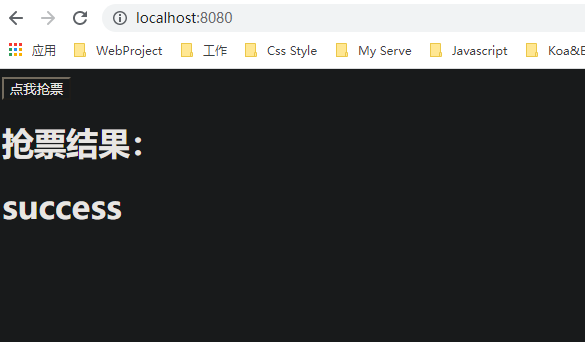 localhost:8080
应用 WebProject 工作 Css Style My Serve Javascript Koa&E
点我抢票
抢票结果：
success